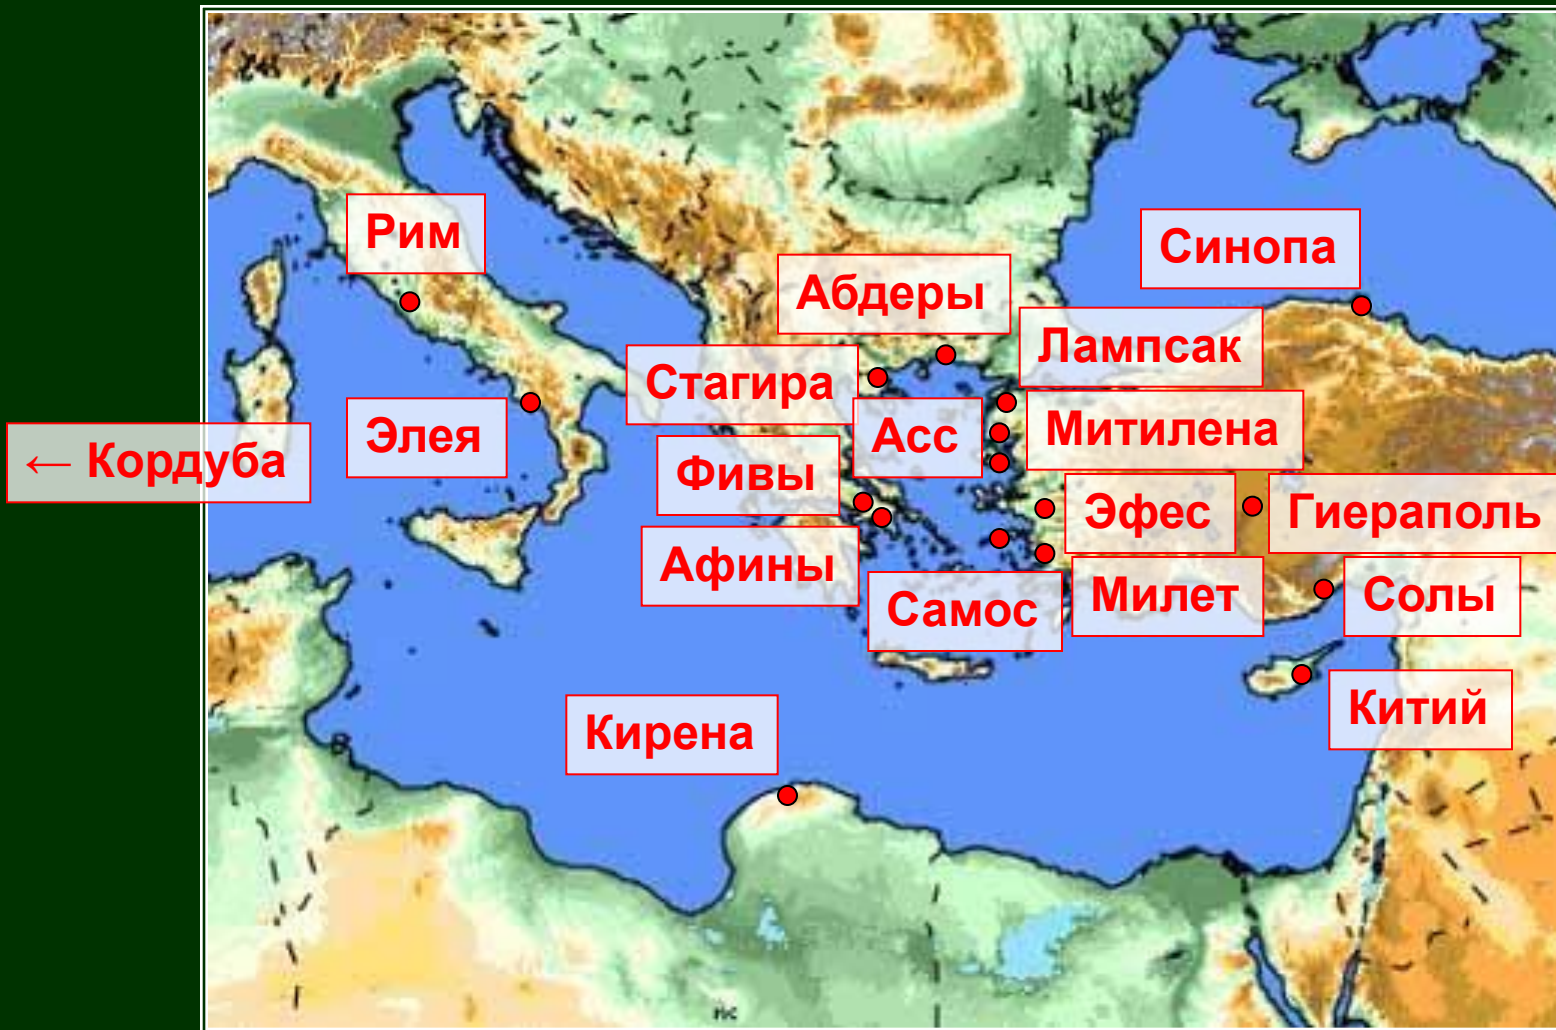 Рим
Синопа
Абдеры
Лампсак
Стагира
Асс
Митилена
Элея
← Кордуба
Фивы
Эфес
Гиераполь
Афины
Самос
Милет
Солы
Китий
Кирена